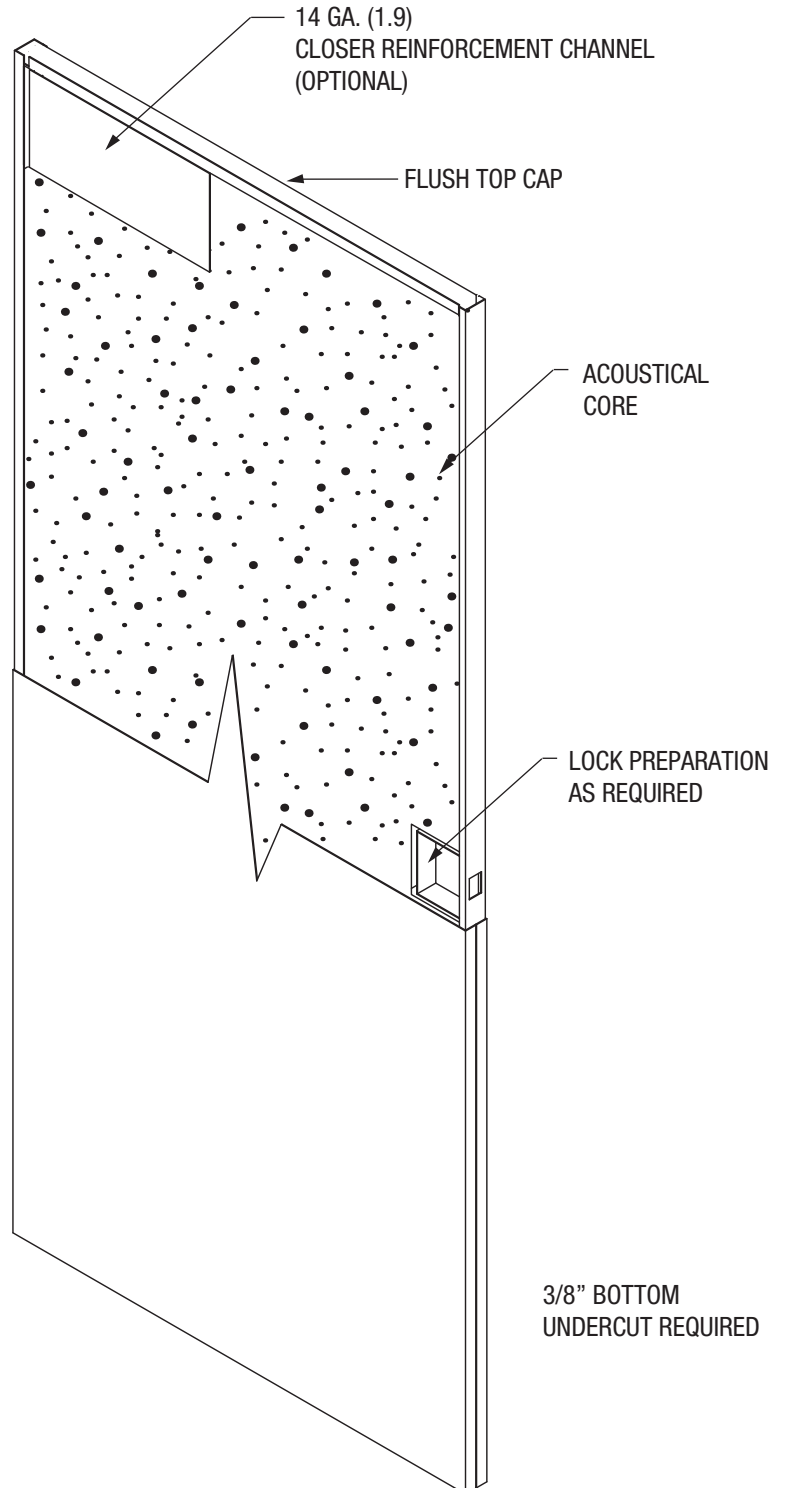 14 GA. (1.9)
CLOSER REINFORCEMENT CHANNEL
(OPTIONAL)
FLUSH TOP CAP
ACOUSTICAL
CORE
LOCK PREPARATION
AS REQUIRED
3/8” BOTTOM
UNDERCUT REQUIRED